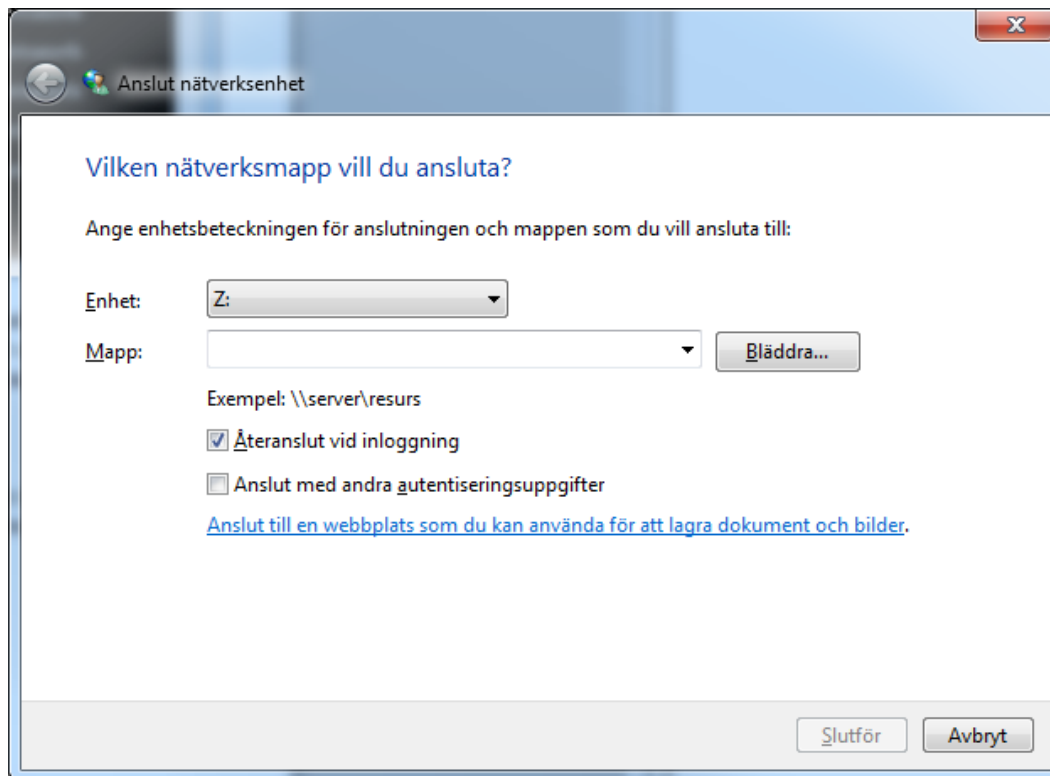 Anslut nätverksenhet
Vilken nätverksmapp vill du ansluta?
Ange enhetsbeteckningen för anslutningen och mappen som du vill ansluta till:
Enhet: Z:
Mapp: Bläddra...
Exempel: \\server\resurs
Återanslut vid inloggning
Anslut med andra autentiseringsuppgifter
Anslut till en webbplats som du kan använda för att lagra dokument och bilder.
Slutför Avbryt